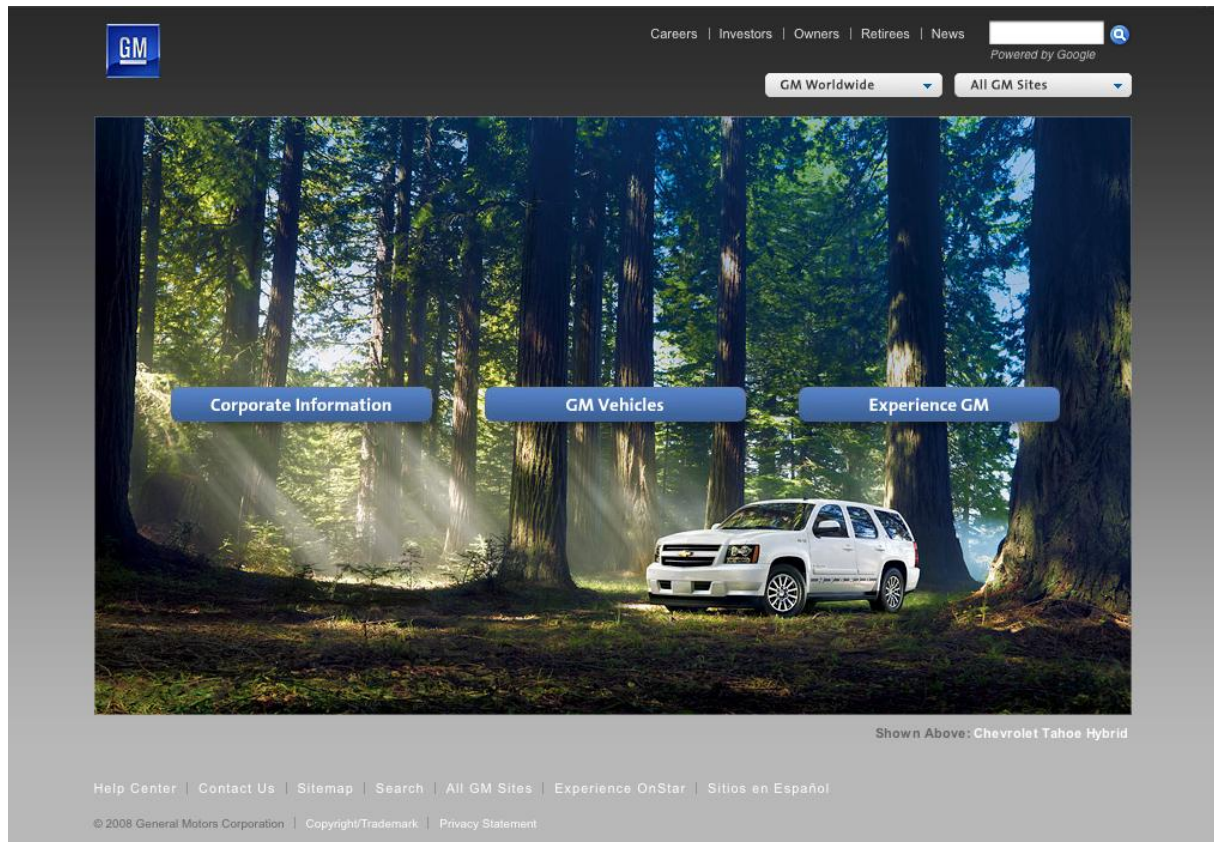 GM
Careers | Investors | Owners | Retirees | News
Powered by Google
GM Worldwide
All GM Sites
Corporate Information
GM Vehicles
Experience GM
Shown Above: Chevrolet Tahoe Hybrid
Help Center | Contact Us | Sitemap | Search | All GM Sites | Experience OnStar | Sitios en Español
© 2008 General Motors Corporation | Copyright/Trademark | Privacy Statement